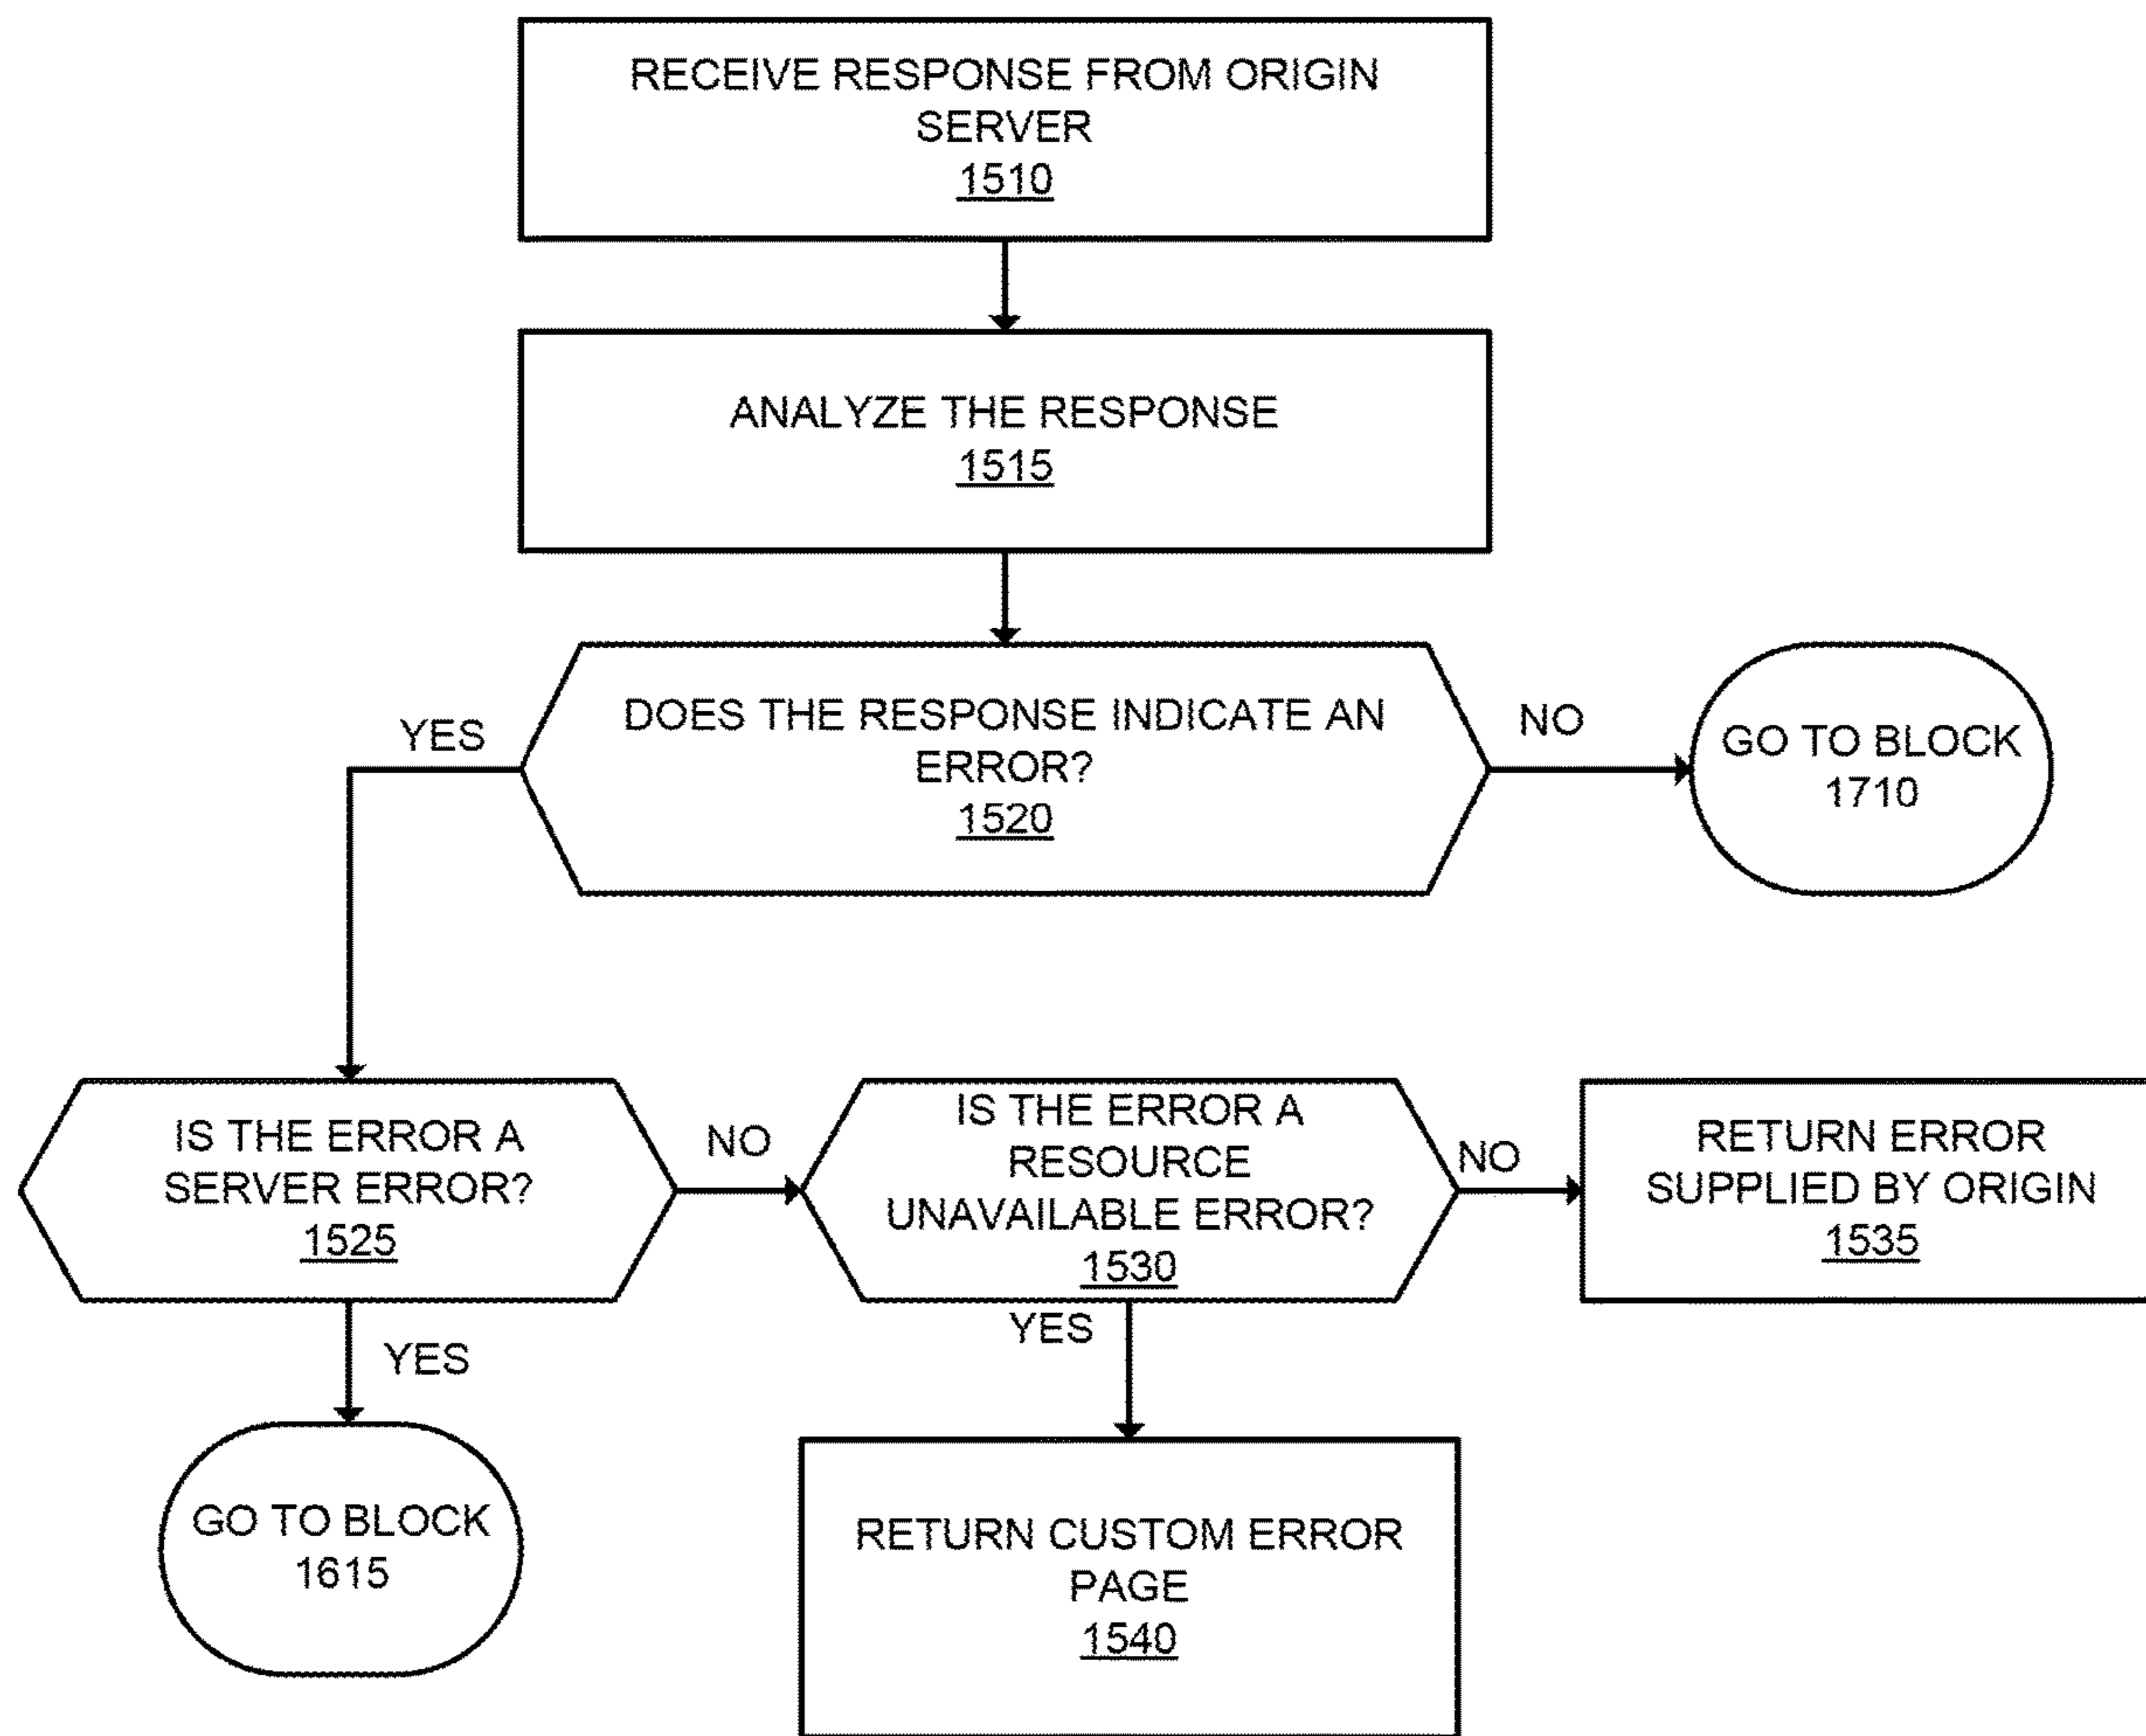 RECEIVE RESPONSE FROM ORIGIN
SERVER
1510
ANALYZE THE RESPONSE
1515
DOES THE RESPONSE INDICATE AN
ERROR?
1520
YES
NO
GO TO BLOCK
1710
IS THE ERROR A
SERVER ERROR?
1525
NO
IS THE ERROR A
RESOURCE
UNAVAILABLE ERROR?
1530
NO
RETURN ERROR
SUPPLIED BY ORIGIN
1535
YES
GO TO BLOCK
1615
YES
RETURN CUSTOM ERROR
PAGE
1540